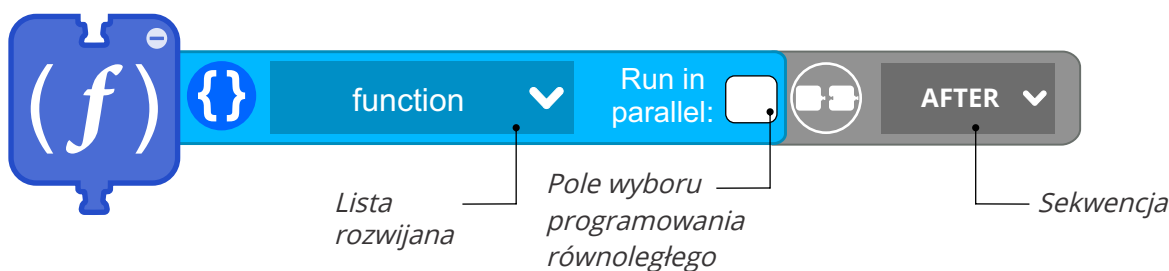 (f)
{}
function
Run in
parallel:
AFTER
Lista
rozwijana
Pole wyboru
programowania
równoległego
Sekwencja